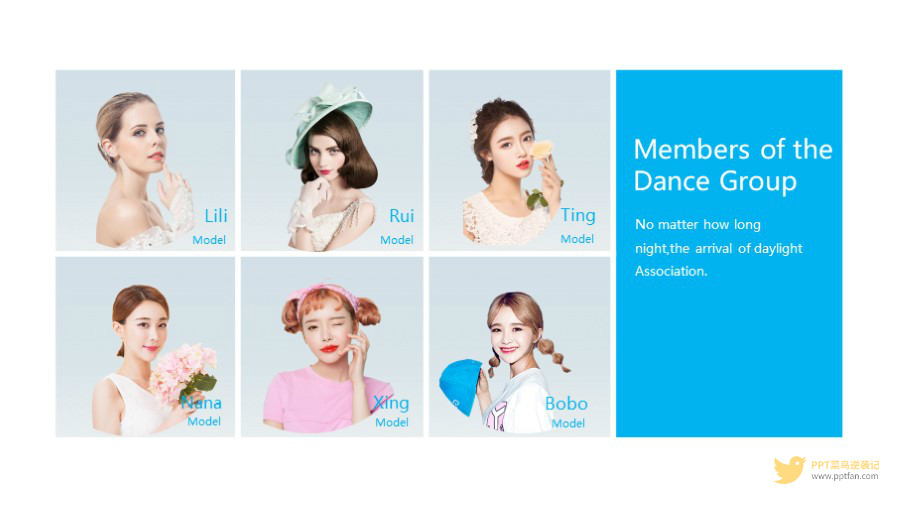 Lili
Model
Rui
Model
Ting
Model
Members of the
Dance Group
No matter how long
night,the arrival of daylight
Association.
Nana
Model
Xing
Model
Bobo
Model
PPT菜鸟逆袭记
www.pptfan.com